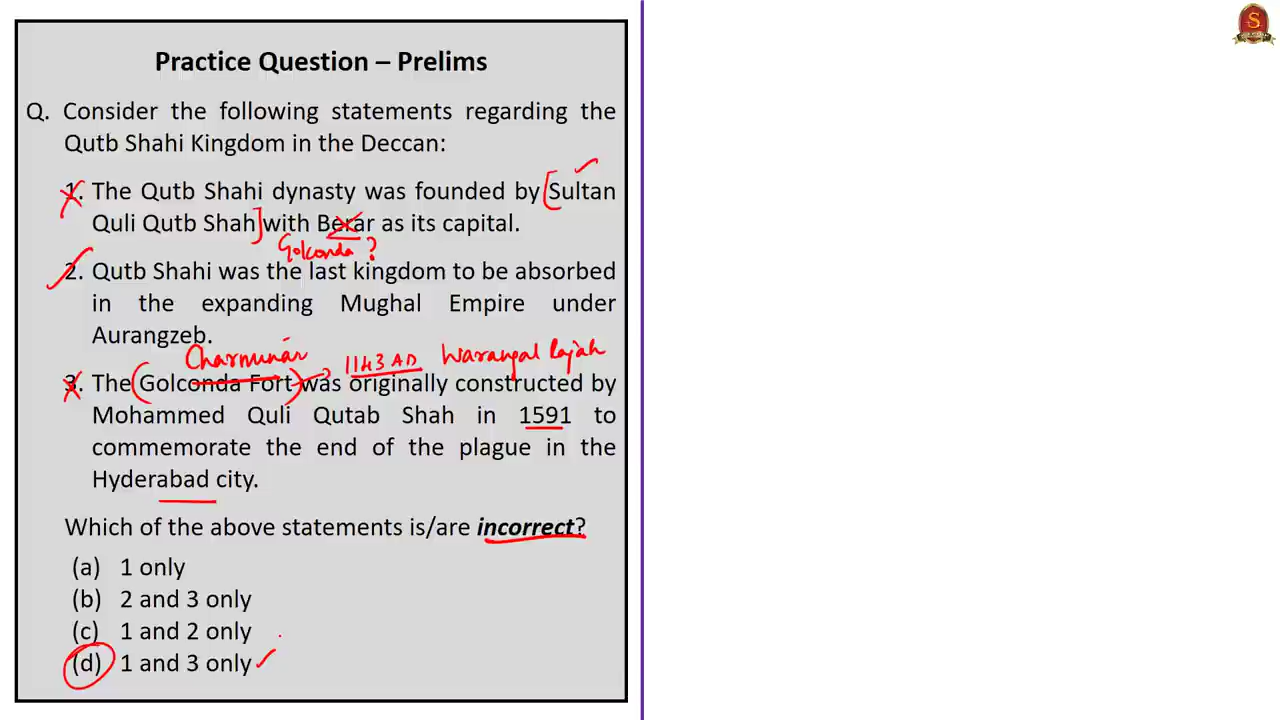 Practice Question – Prelims
Q. Consider the following statements regarding the
Qutb Shahi Kingdom in the Deccan:
1. The Qutb Shahi dynasty was founded by [Sultan
Quli Qutb Shah] with Berar as its capital.
Golconda ?
2. Qutb Shahi was the last kingdom to be absorbed
in the expanding Mughal Empire under
Aurangzeb.
Charminar 1143 AD Warangal Rajah
3. The (Golconda Fort) was originally constructed by
Mohammed Quli Qutab Shah in 1591 to
commemorate the end of the plague in the
Hyderabad city.
Which of the above statements is/are incorrect?
(a) 1 only
(b) 2 and 3 only
(c) 1 and 2 only
(d) 1 and 3 only